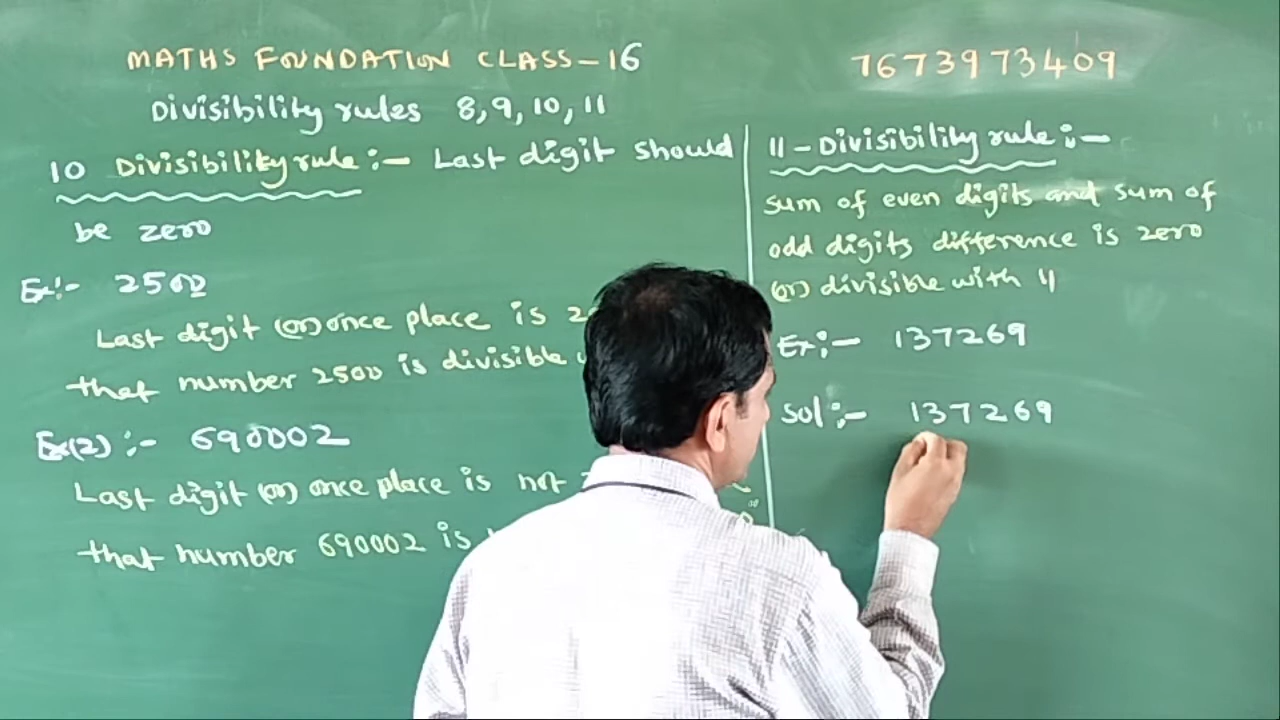 MATHS FOUNDATION CLASS-16
7673973409
Divisibility rules 8,9,10,11
10 Divisibility rule :- Last digit should
be zero
Ex:- 2500
Last digit (or) once place is
that number 2500 is divisible
Ex(2) :- 690002
Last digit (or) once place is not
that number 690002 is
11-Divisibility rule :-
sum of even digits and sum of
odd digits difference is zero
(or) divisible with 11
Ex:- 137269
Sol:- 137269